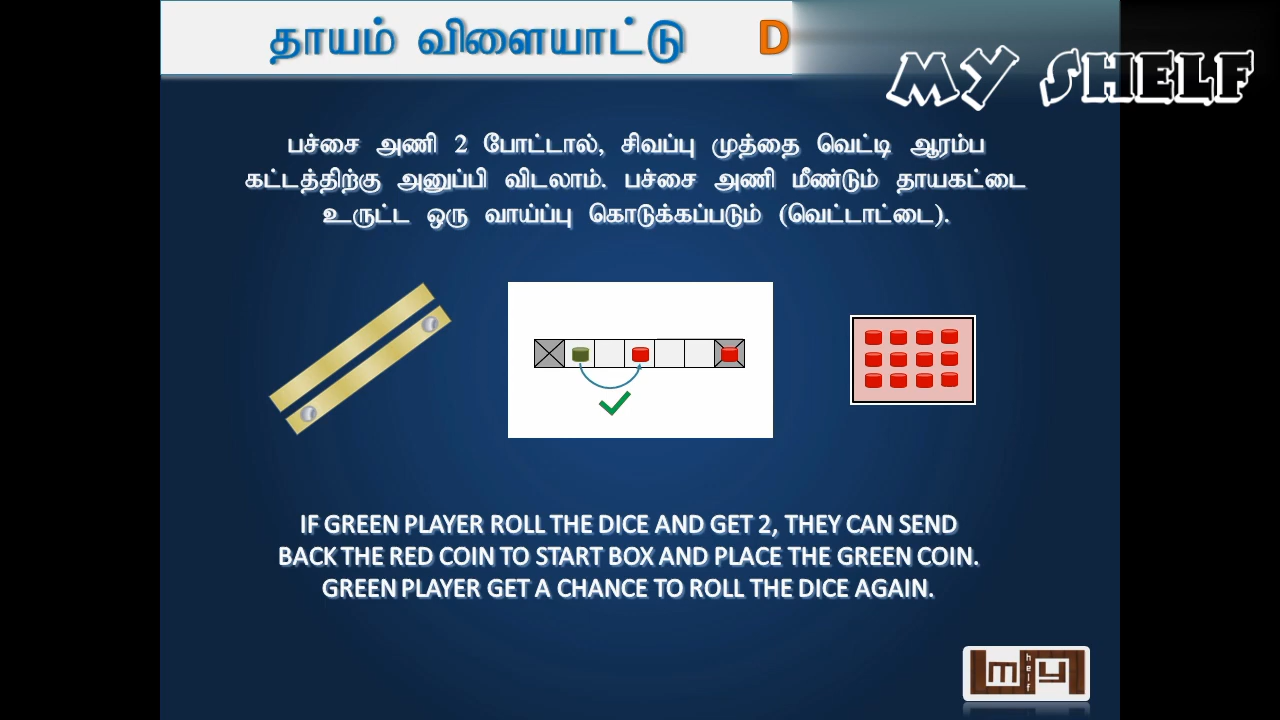 தாயம் விளையாட்டு D
MY SHELF
பச்சை அணி 2 போட்டால், சிவப்பு முத்தை வெட்டி ஆரம்ப
கட்டத்திற்கு அனுப்பி விடலாம். பச்சை அணி மீண்டும் தாயகட்டை
உருட்ட ஒரு வாய்ப்பு கொடுக்கப்படும் (வெட்டாட்டை).
IF GREEN PLAYER ROLL THE DICE AND GET 2, THEY CAN SEND
BACK THE RED COIN TO START BOX AND PLACE THE GREEN COIN.
GREEN PLAYER GET A CHANCE TO ROLL THE DICE AGAIN.
my
helf